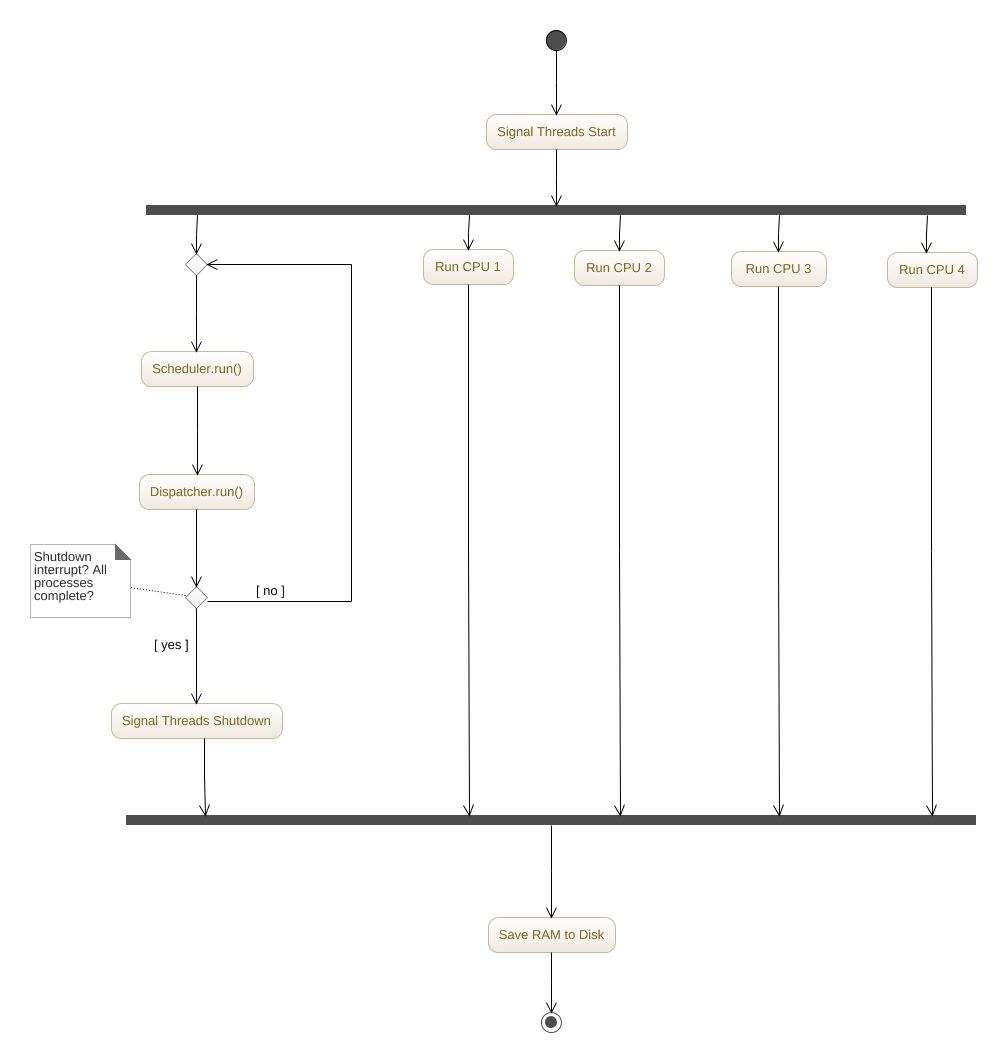 Signal Threads Start
Run CPU 1
Run CPU 2
Run CPU 3
Run CPU 4
Scheduler.run()
Dispatcher.run()
Shutdown
interrupt? All
processes
complete?
[ no ]
[ yes ]
Signal Threads Shutdown
Save RAM to Disk